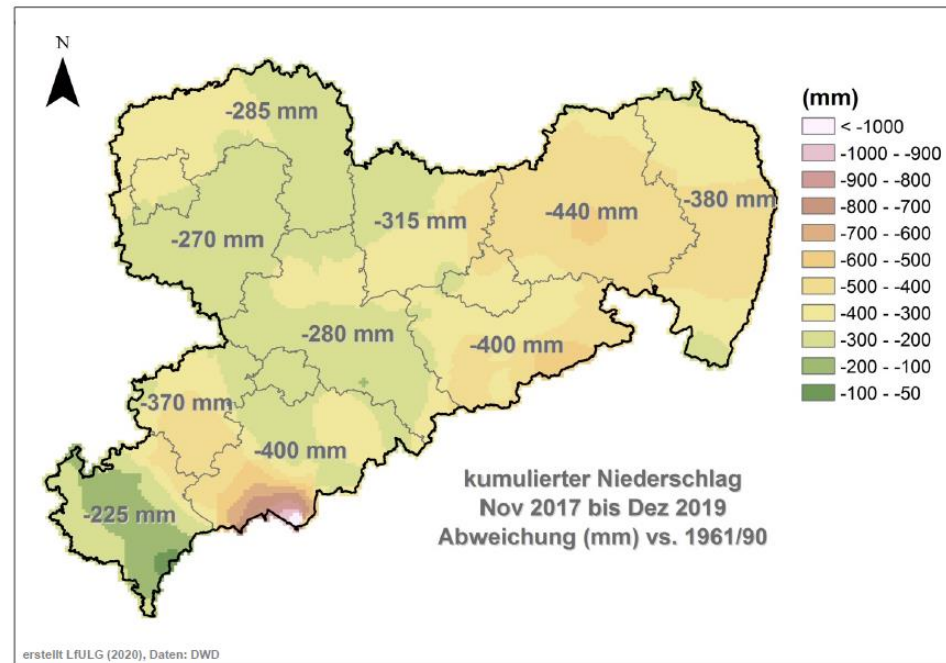 N
-285 mm
-270 mm
-315 mm
-440 mm
-380 mm
-280 mm
-400 mm
-370 mm
-400 mm
-225 mm
(mm)
< -1000
-1000 - -900
-900 - -800
-800 - -700
-700 - -600
-600 - -500
-500 - -400
-400 - -300
-300 - -200
-200 - -100
-100 - -50
kumulierter Niederschlag
Nov 2017 bis Dez 2019
Abweichung (mm) vs. 1961/90
erstellt LfULG (2020), Daten: DWD